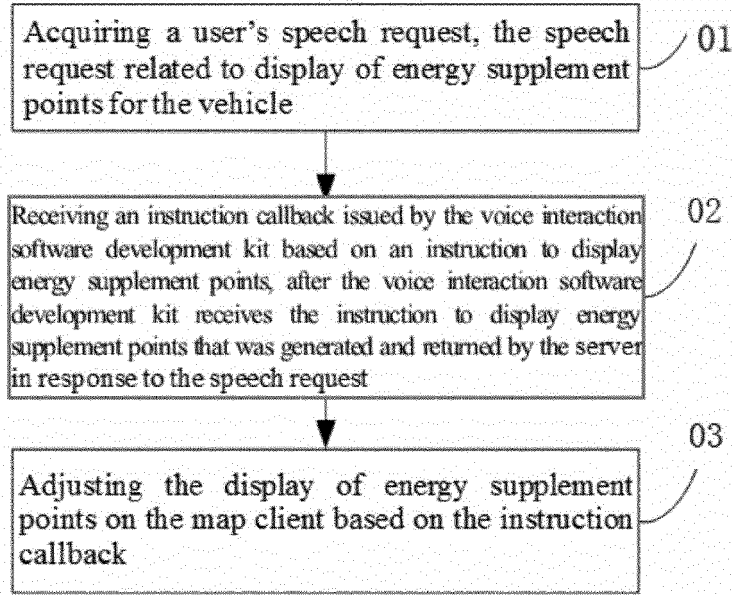 Acquiring a user's speech request, the speech
request related to display of energy supplement
points for the vehicle
01
Receiving an instruction callback issued by the voice interaction
software development kit based on an instruction to display
energy supplement points, after the voice interaction software
development kit receives the instruction to display energy
supplement points that was generated and returned by the server
in response to the speech request
02
Adjusting the display of energy supplement
points on the map client based on the instruction
callback
03